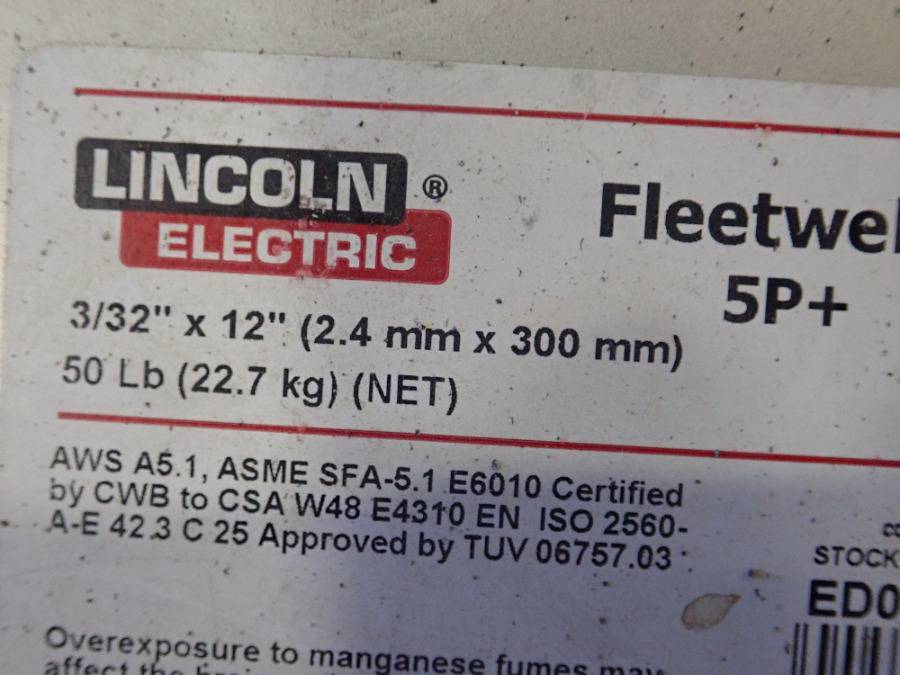 LINCOLN ®
ELECTRIC
Fleetwel
5P+
3/32" x 12" (2.4 mm x 300 mm)
50 Lb (22.7 kg) (NET)
AWS A5.1, ASME SFA-5.1 E6010 Certified
by CWB to CSA W48 E4310 EN ISO 2560-
A-E 42 3 C 25 Approved by TUV 06757.03
STOCK
ED0
Overexposure to manganese fumes may
affect the